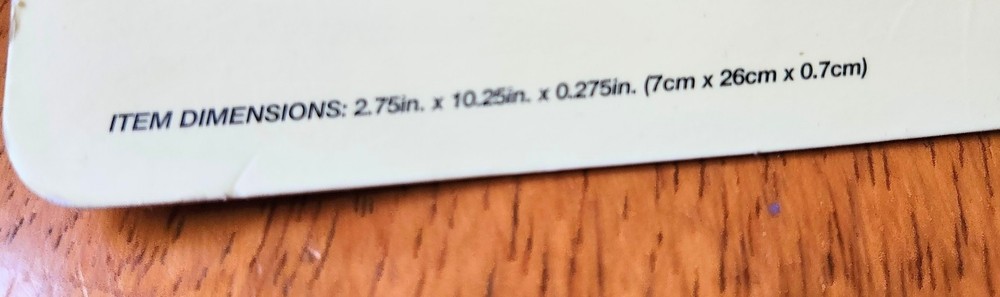 ITEM DIMENSIONS: 2.75in. x 10.25in. x 0.275in. (7cm x 26cm x 0.7cm)